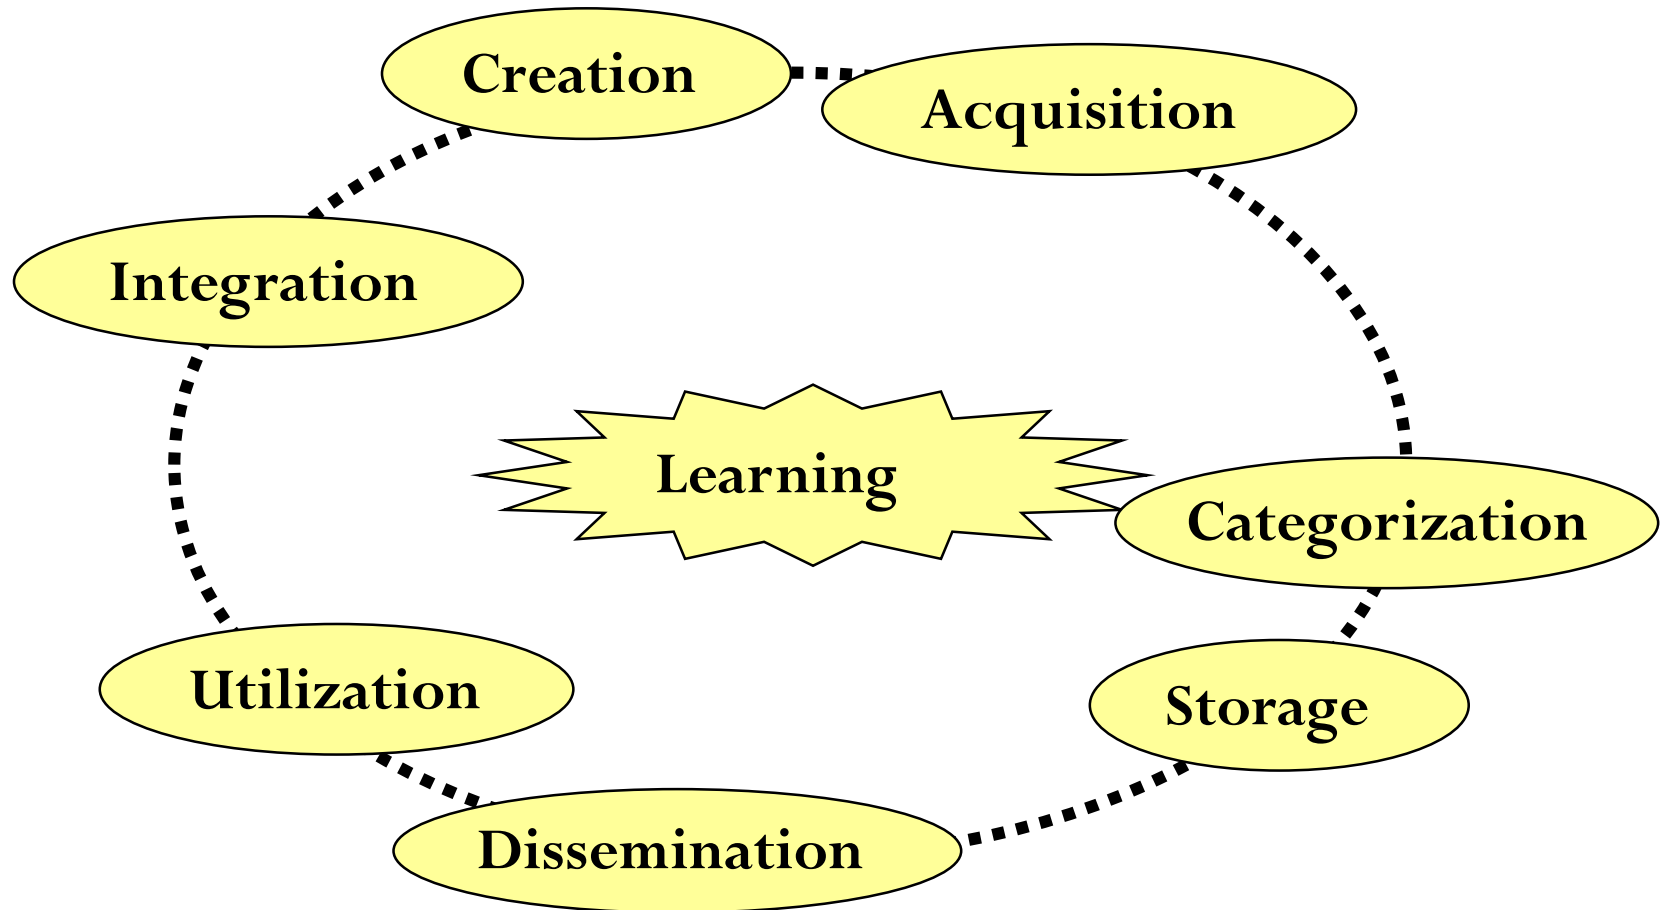 Creation
Acquisition
Integration
Learning
Categorization
Utilization
Storage
Dissemination